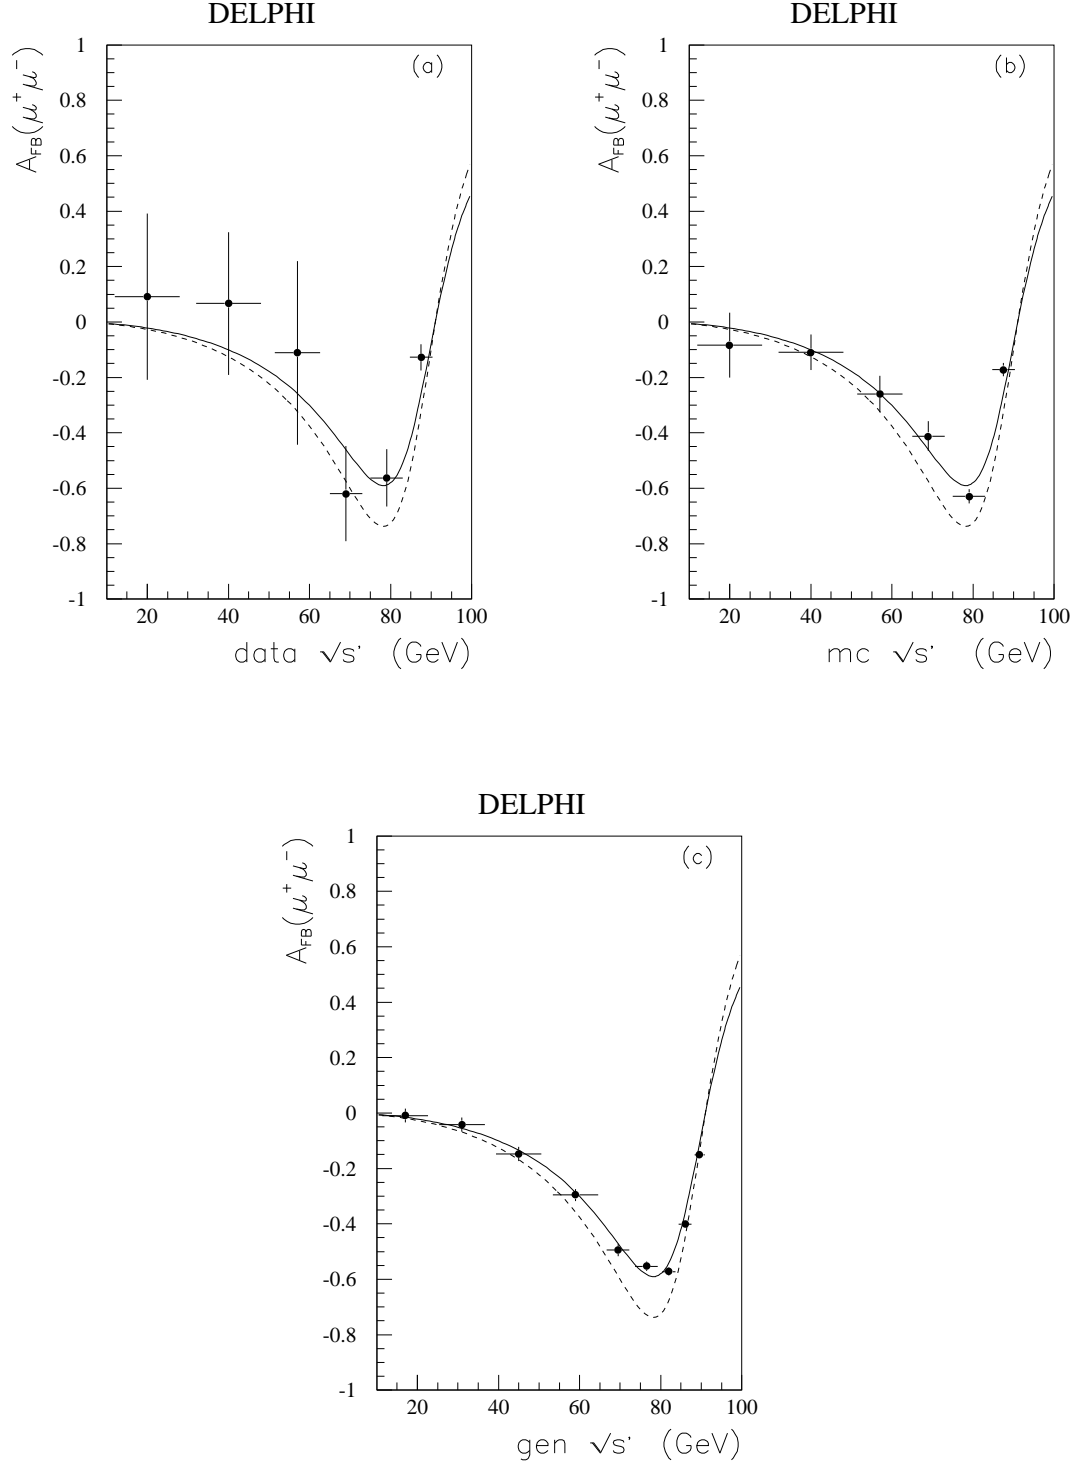 DELPHI
A_FB(μ⁺μ⁻)
(a)
1
0.8
0.6
0.4
0.2
0
-0.2
-0.4
-0.6
-0.8
-1
20 40 60 80 100
data √s' (GeV)
DELPHI
A_FB(μ⁺μ⁻)
(b)
1
0.8
0.6
0.4
0.2
0
-0.2
-0.4
-0.6
-0.8
-1
20 40 60 80 100
mc √s' (GeV)
DELPHI
A_FB(μ⁺μ⁻)
(c)
1
0.8
0.6
0.4
0.2
0
-0.2
-0.4
-0.6
-0.8
-1
20 40 60 80 100
gen √s' (GeV)